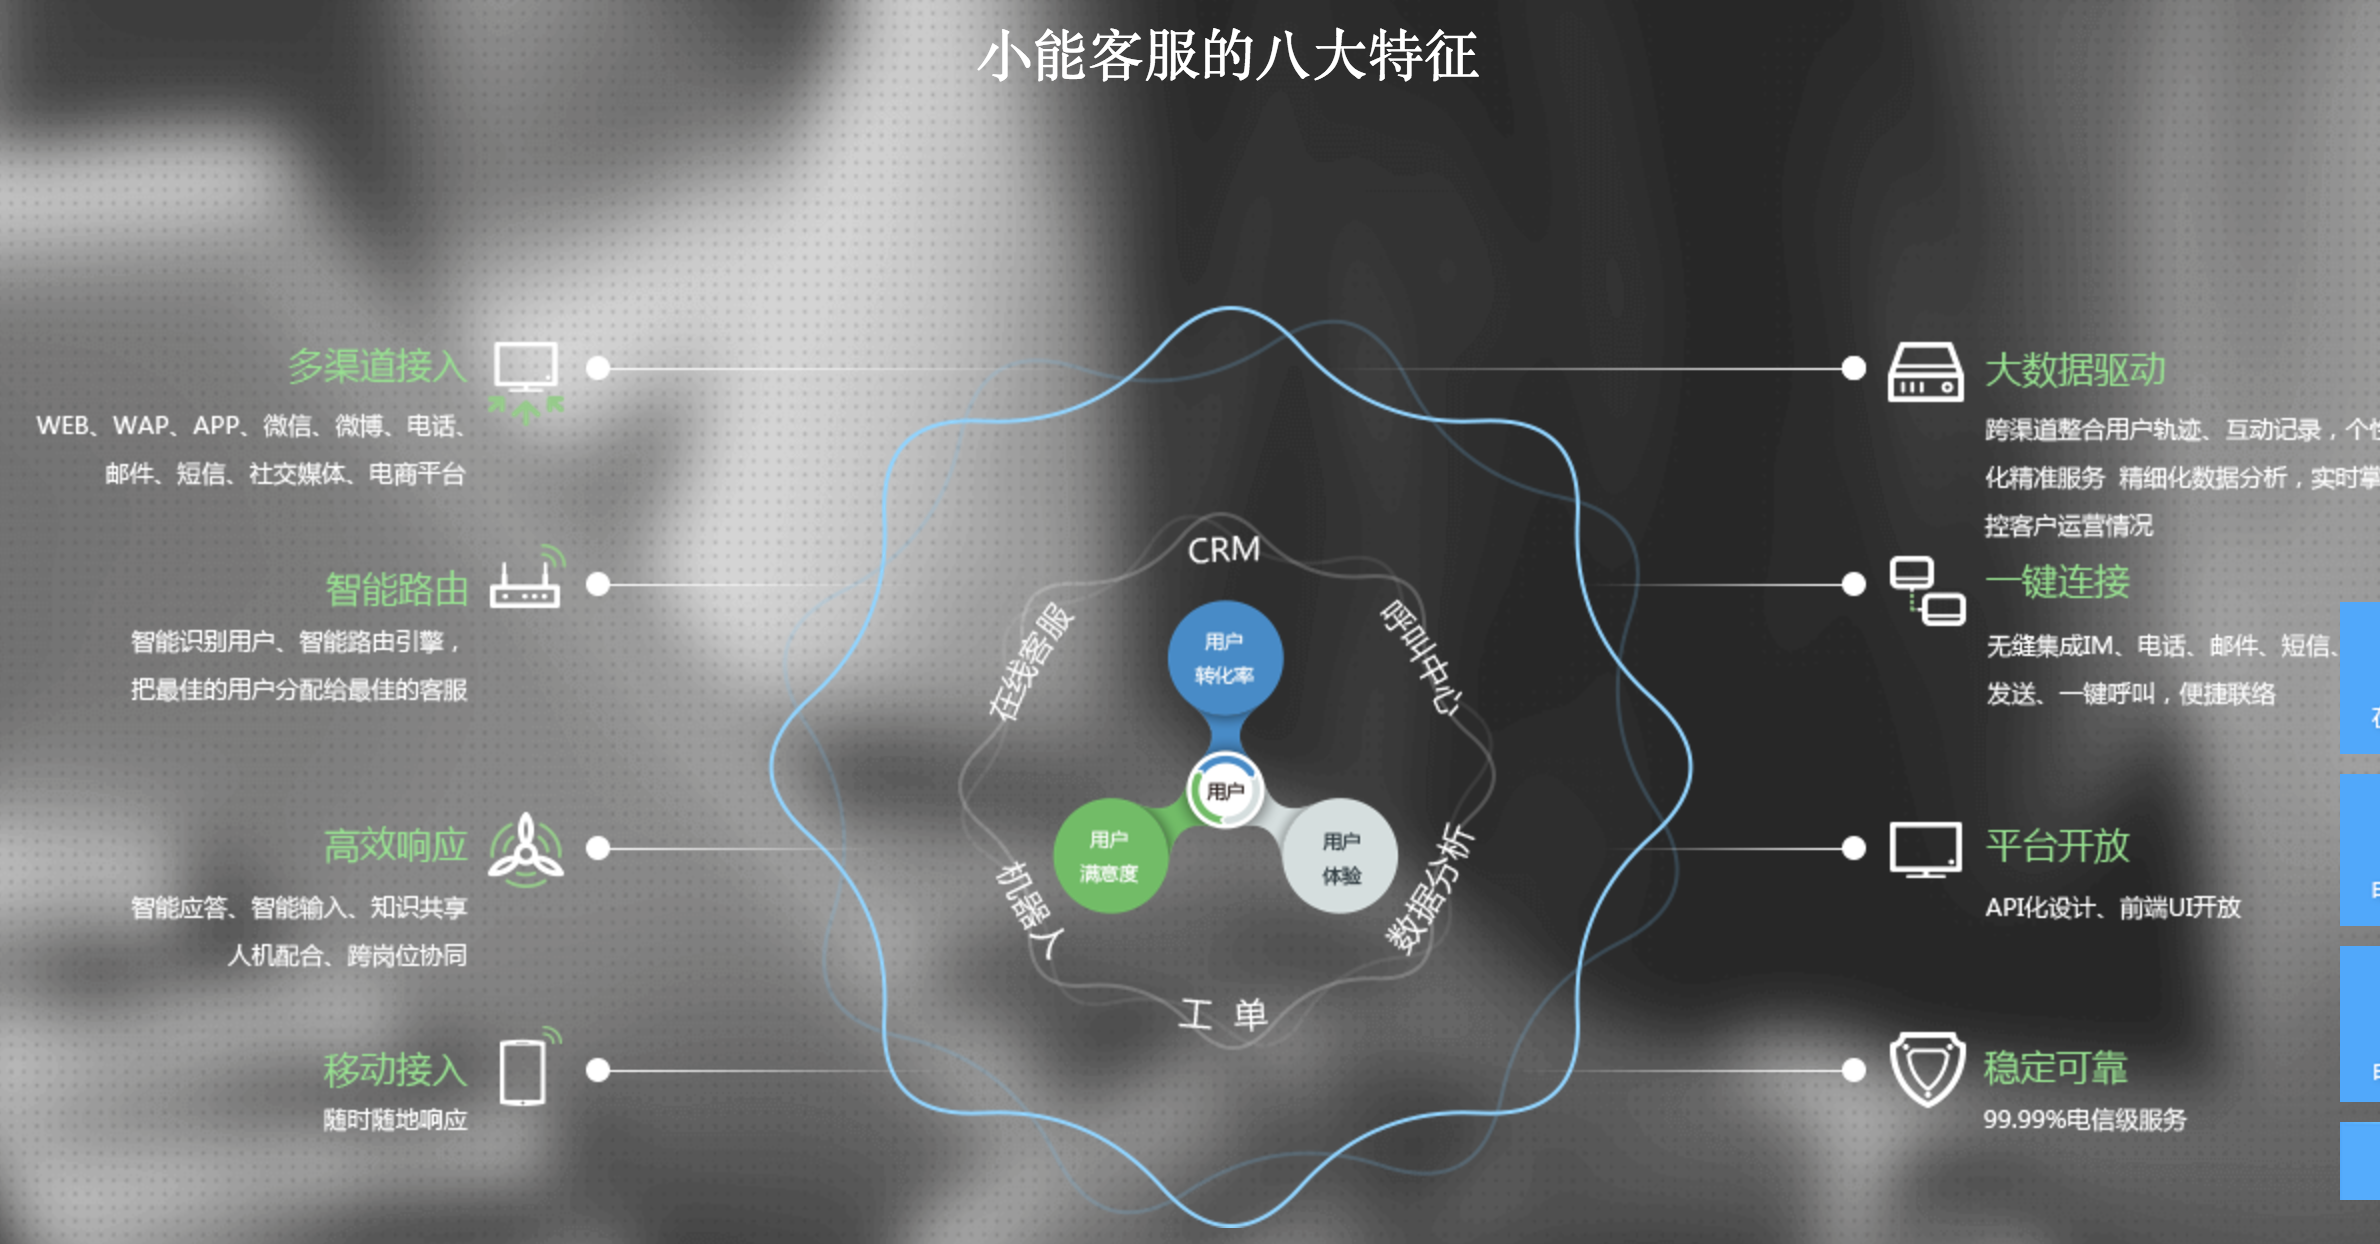 小能客服的八大特征
多渠道接入
WEB、WAP、APP、微信、微博、电话、
邮件、短信、社交媒体、电商平台
智能路由
智能识别用户、智能路由引擎，
把最佳的用户分配给最佳的客服
高效响应
智能应答、智能输入、知识共享
人机配合、跨岗位协同
移动接入
随时随地响应
CRM
呼叫中心
数据分析
工 单
机器人
在线客服
用户
转化率
用户
用户
满意度
用户
体验
大数据驱动
跨渠道整合用户轨迹、互动记录，个性
化精准服务 精细化数据分析，实时掌
控客户运营情况
一键连接
无缝集成IM、电话、邮件、短信、
发送、一键呼叫，便捷联络
平台开放
API化设计、前端UI开放
稳定可靠
99.99%电信级服务